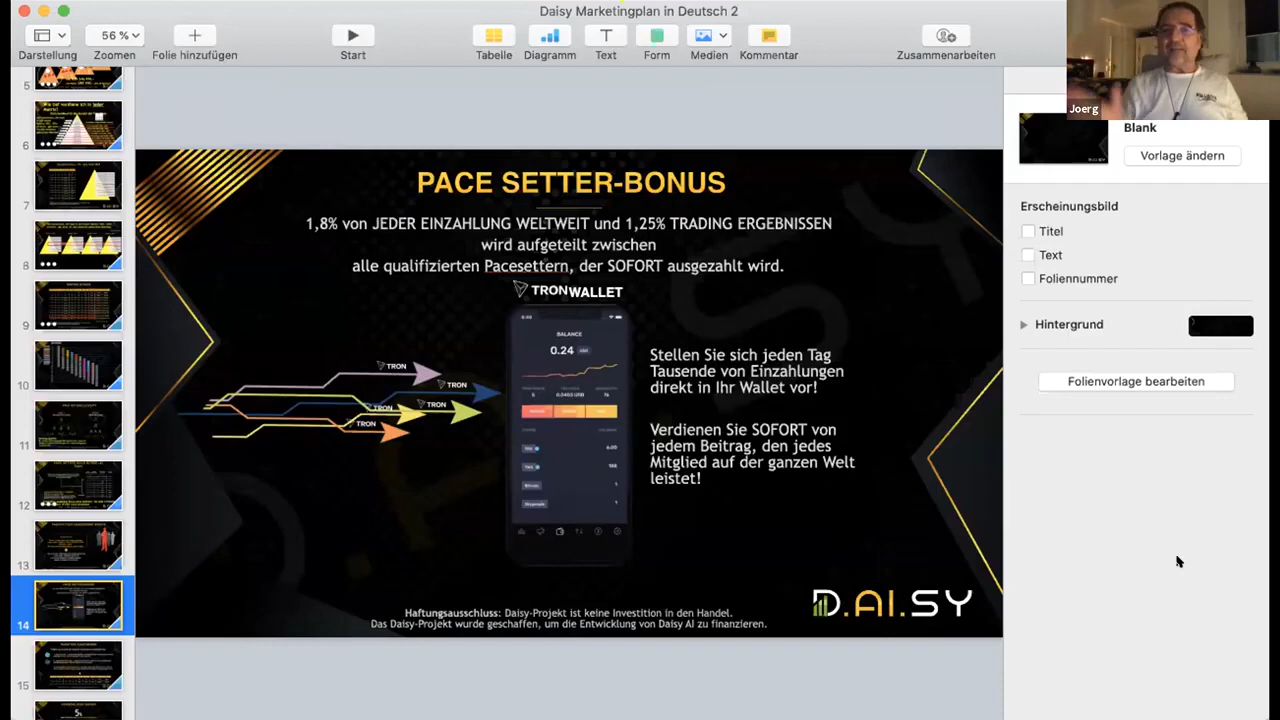 Daisy Marketingplan in Deutsch 2
56 %
Darstellung Zoomen Folie hinzufügen Start Tabelle Diagramm Text Form Medien Kommentar Zusammenarbeiten
Joerg
Blank
Vorlage ändern
Erscheinungsbild
Titel
Text
Foliennummer
Hintergrund
Folienvorlage bearbeiten
5
6
7
8
9
10
11
12
13
14
15
PACE SETTER-BONUS
1,8% von JEDER EINZAHLUNG WELTWEIT und 1,25% TRADING ERGEBNISSEN
wird aufgeteilt zwischen
alle qualifizierten Pacesettern, der SOFORT ausgezahlt wird.
TRONWALLET
BALANCE
0.24
TRON
TRON
TRON
TRON
TRON
Stellen Sie sich jeden Tag
Tausende von Einzahlungen
direkt in Ihr Wallet vor!
Verdienen Sie SOFORT von
jedem Beitrag, den jedes
Mitglied auf der ganzen Welt
leistet!
Haftungsausschluss: Daisy-Projekt ist keine Investition in den Handel.
Das Daisy-Projekt wurde geschaffen, um die Entwicklung von Daisy AI zu finanzieren.
D.AI.SY